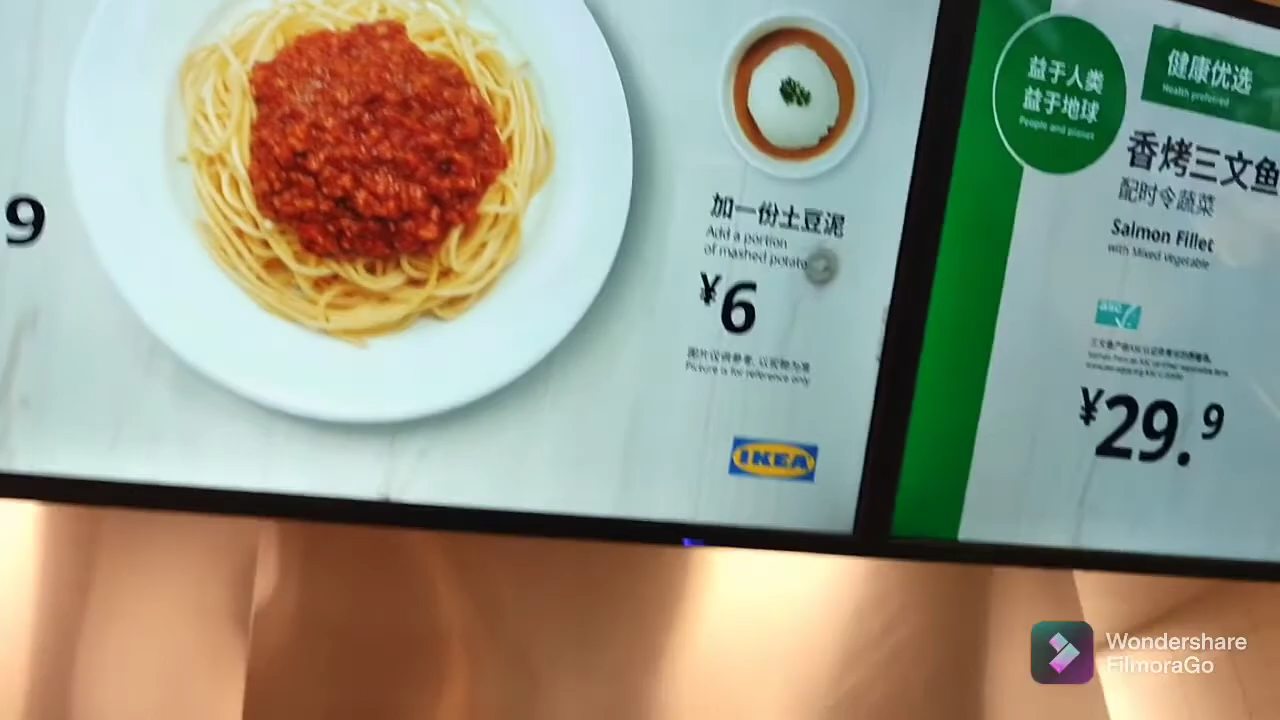 9
加一份土豆泥
Add a portion
of mashed potato
¥6
图片仅供参考, 以实物为准
Picture is for reference only
IKEA
益于人类
益于地球
People and planet
健康优选
Health preferred
香烤三文鱼
配时令蔬菜
Salmon Fillet
with Mixed Vegetable
asc
¥29.9
Wondershare
FilmoraGo